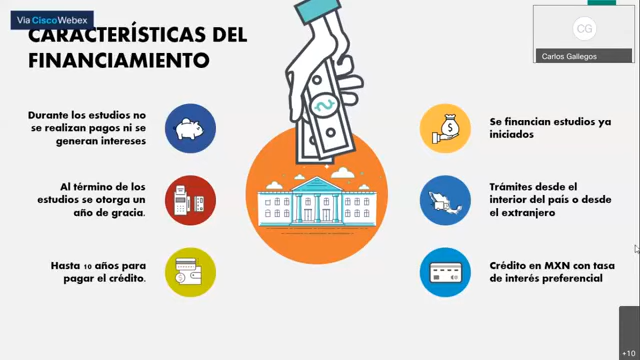 Via Cisco Webex
CARACTERÍSTICAS DEL
FINANCIAMIENTO
CG
Carlos Gallegos
Durante los estudios no
se realizan pagos ni se
generan intereses
Al término de los
estudios se otorga un
año de gracia.
Hasta 10 años para
pagar el crédito.
$
Se financian estudios ya
iniciados
Trámites desde el
interior del país o desde
el extranjero
Crédito en MXN con tasa
de interés preferencial
+10